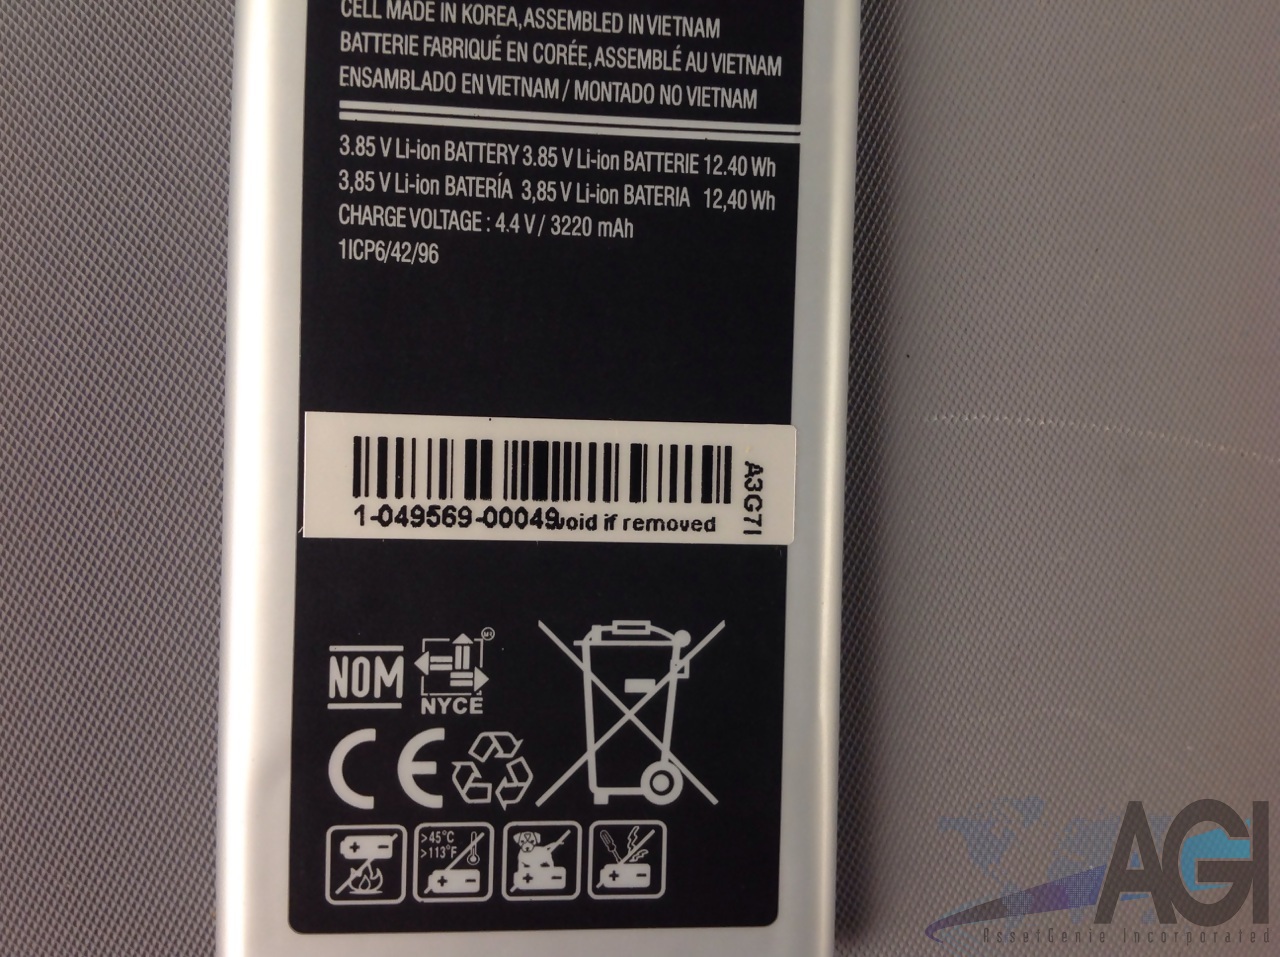 CELL MADE IN KOREA, ASSEMBLED IN VIETNAM
BATTERIE FABRIQUÉ EN CORÉE, ASSEMBLÉ AU VIETNAM
ENSAMBLADO EN VIETNAM / MONTADO NO VIETNAM
3.85 V Li-ion BATTERY 3.85 V Li-ion BATTERIE 12.40 Wh
3,85 V Li-ion BATERÍA 3,85 V Li-ion BATERIA 12,40 Wh
CHARGE VOLTAGE : 4.4 V / 3220 mAh
1ICP6/42/96
1-049569-00049 void if removed
A3G7I
NOM
NYCE
CE
>45°C
>113°F
AGI
AssetGenie Incorporated